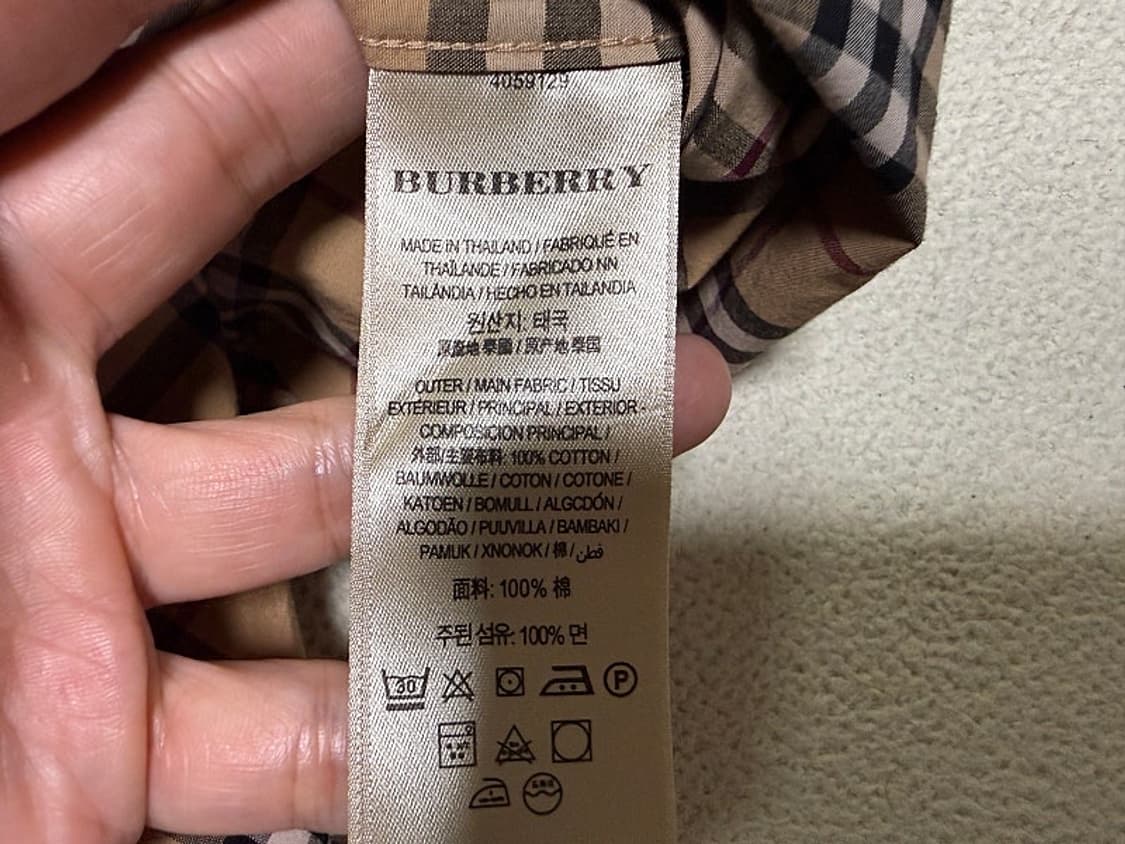 4059129
BURBERRY
MADE IN THAILAND / FABRIQUÉ EN
THAÏLANDE / FABRICADO NN
TAILÂNDIA / HECHO EN TAILANDIA
원산지: 태국
原產地 泰國 / 原产地 泰国
OUTER / MAIN FABRIC / TISSU
EXTÉRIEUR / PRINCIPAL / EXTERIOR -
COMPOSICION PRINCIPAL /
外部/主要布料: 100% COTTON /
BAUMWOLLE / COTON / COTONE /
KATOEN / BOMULL / ALGCDÓN /
ALGODÃO / PUUVILLA / BAMBAKI /
PAMUK / XNONOK / 棉 / قطن
面料: 100% 棉
주된 섬유: 100% 면
30
P